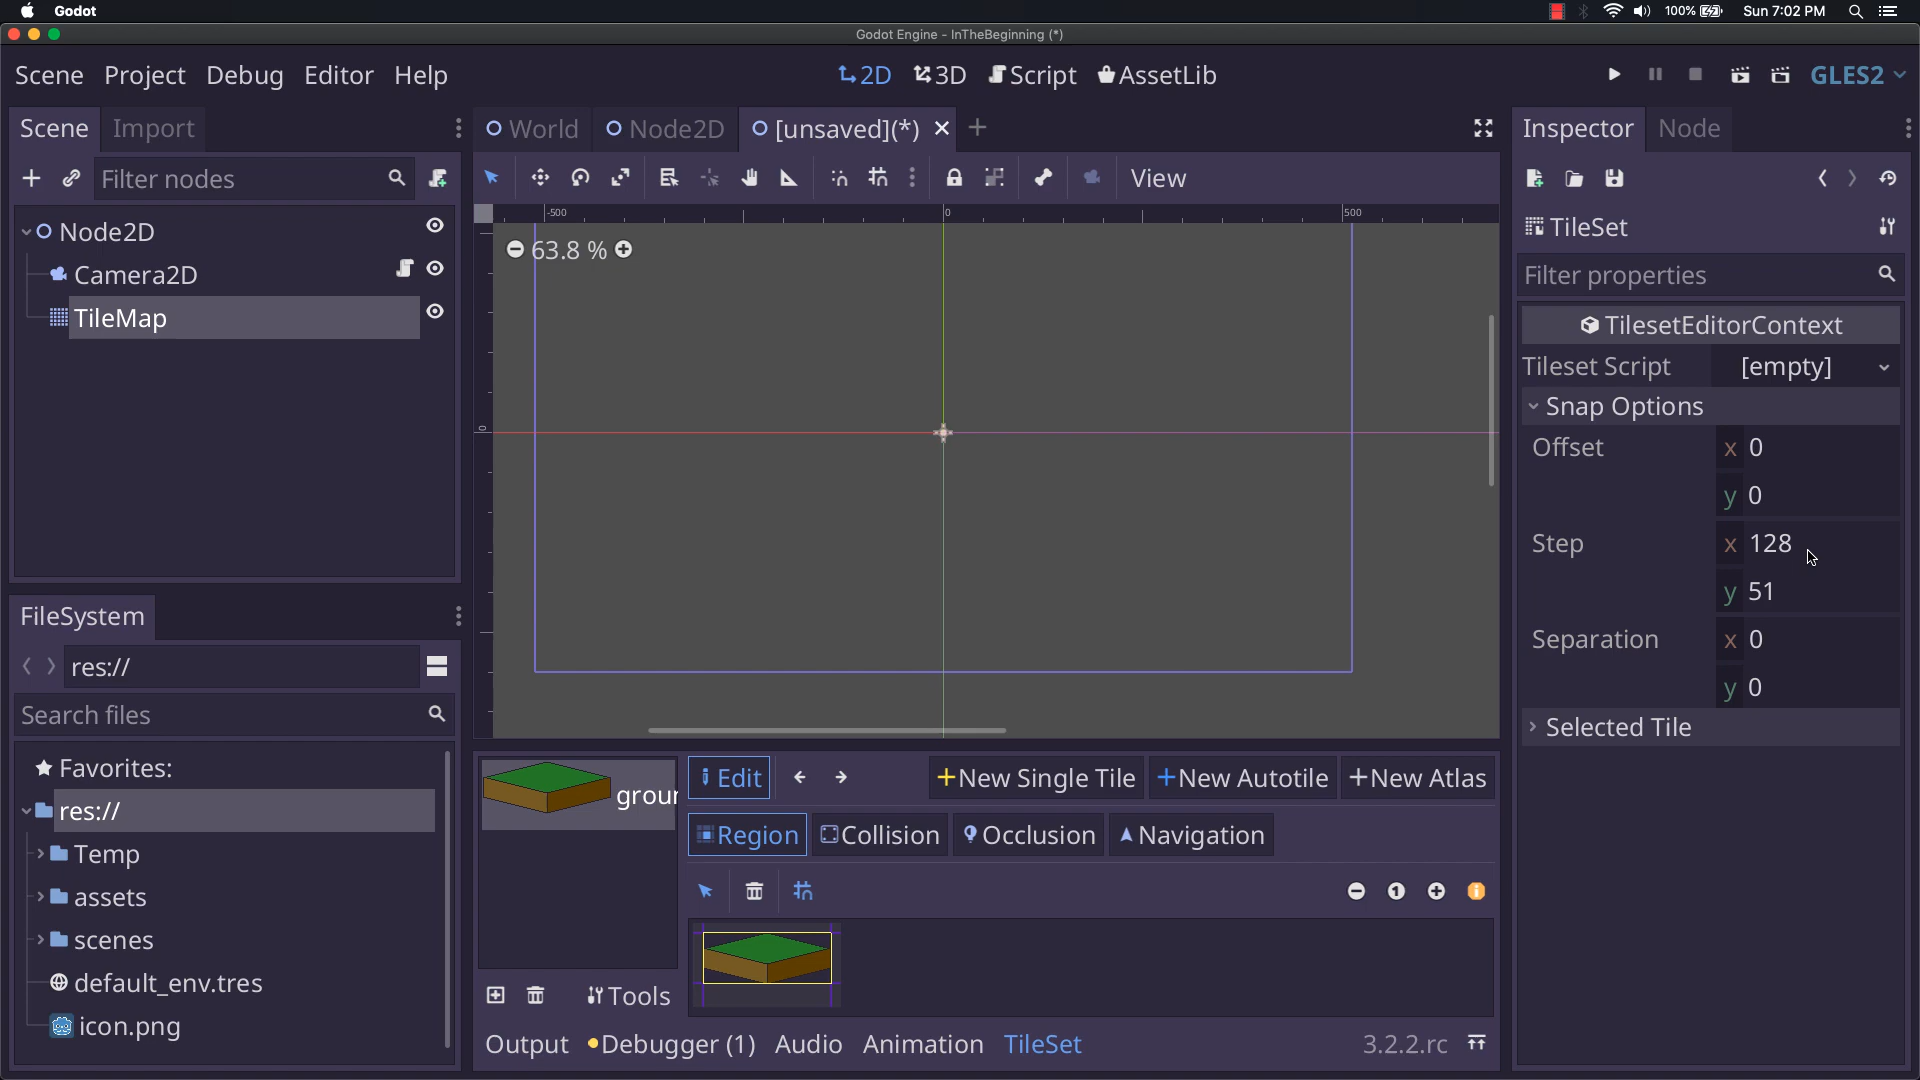 Godot
100%
Sun 7:02 PM
Godot Engine - InTheBeginning (*)
Scene Project Debug Editor Help
2D 3D Script AssetLib
GLES2
Scene Import
World Node2D [unsaved](*)
Inspector Node
Filter nodes
View
-500 0 500
TileSet
Node2D
63.8 %
Filter properties
Camera2D
TileMap
TilesetEditorContext
Tileset Script [empty]
Snap Options
0
Offset x 0
y 0
Step x 128
y 51
FileSystem
Separation x 0
res://
y 0
Search files
Selected Tile
Favorites:
res://
Temp
assets
scenes
default_env.tres
icon.png
groun
Edit
New Single Tile
New Autotile
New Atlas
Region Collision Occlusion Navigation
1
Tools
Output Debugger (1) Audio Animation TileSet
3.2.2.rc